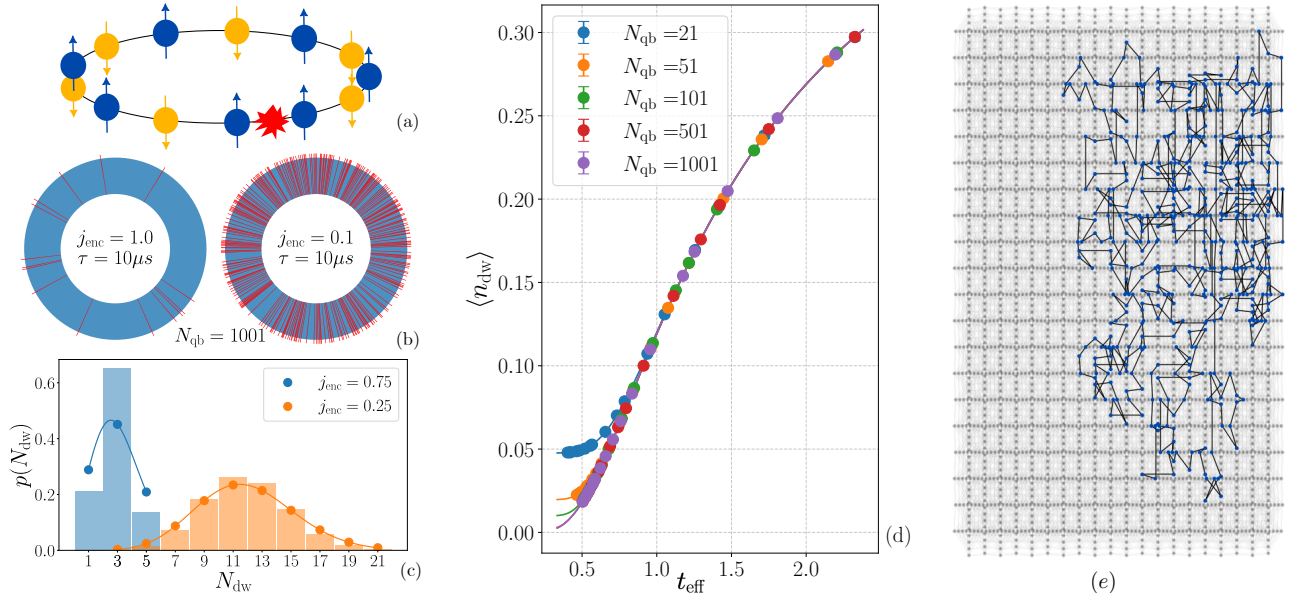 (a)
j_enc = 1.0
τ = 10μs
j_enc = 0.1
τ = 10μs
N_qb = 1001
(b)
0.6
0.4
0.2
0.0
p(N_dw)
j_enc = 0.75
j_enc = 0.25
1 3 5 7 9 11 13 15 17 19 21
N_dw
(c)
0.30
0.25
0.20
0.15
0.10
0.05
0.00
⟨n_dw⟩
N_qb =21
N_qb =51
N_qb =101
N_qb =501
N_qb =1001
0.5 1.0 1.5 2.0
t_eff
(d)
(e)